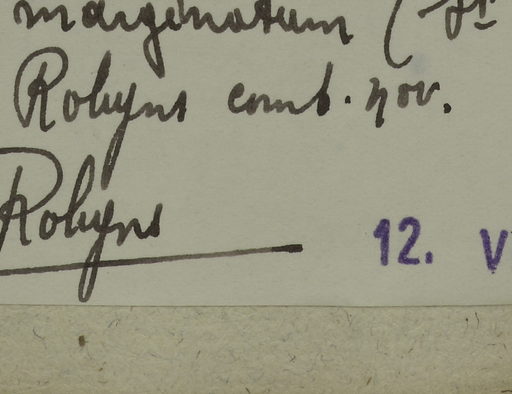 marginatum (
Robyns comb. nov.
Robyns
12. V